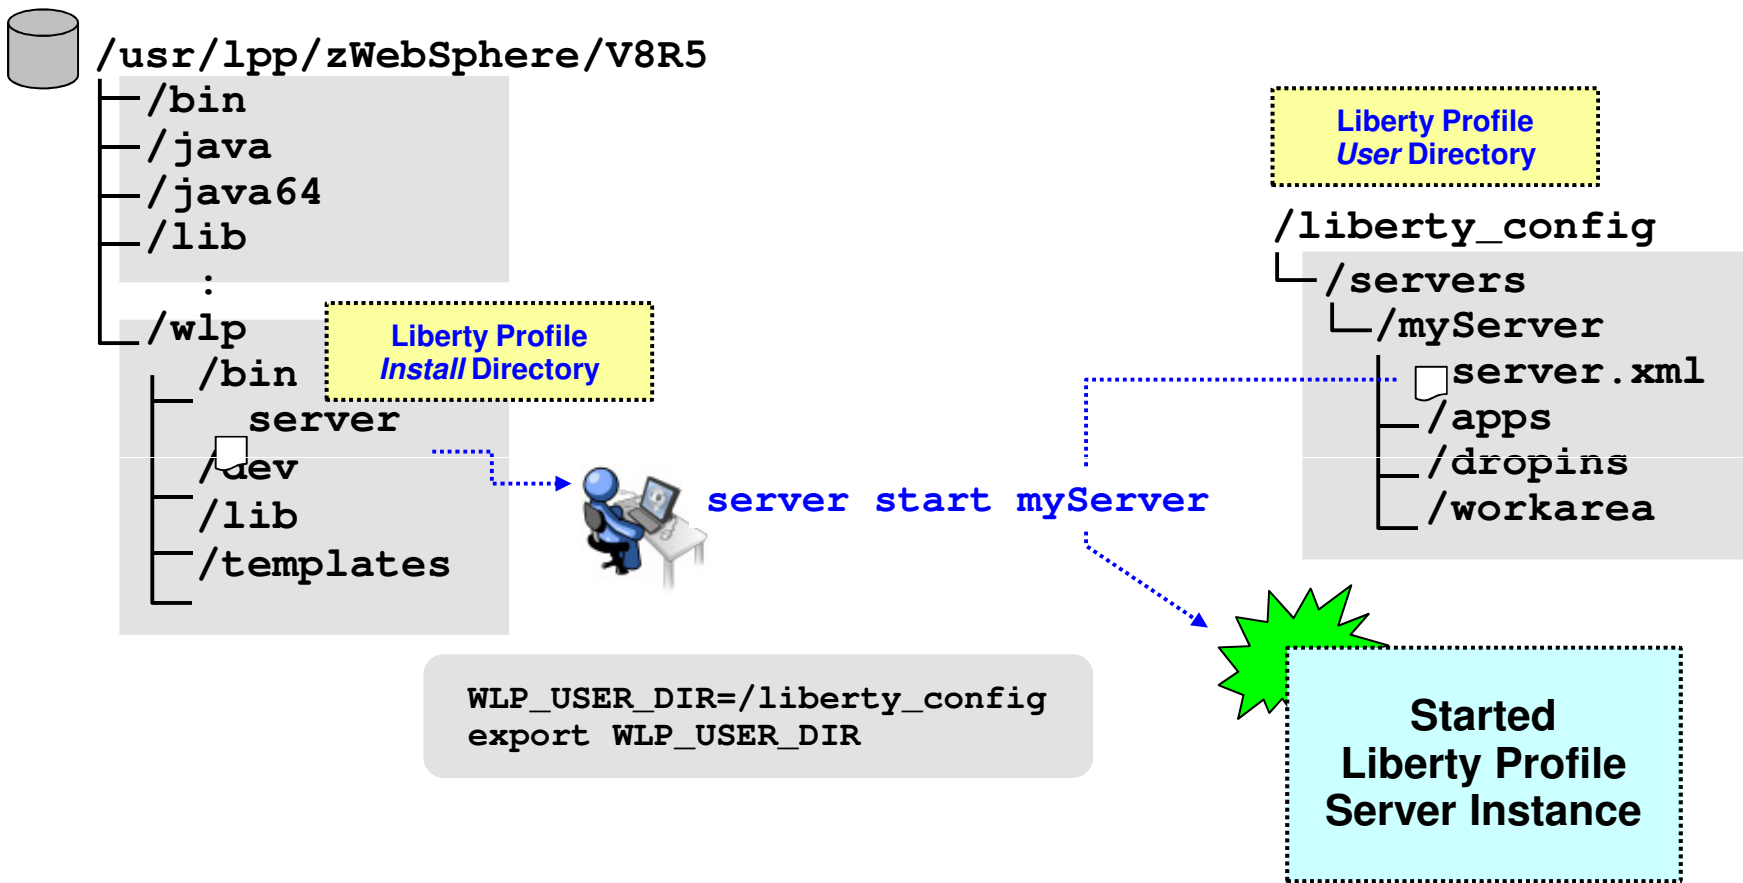 /usr/lpp/zWebSphere/V8R5
/bin
/java
/java64
/lib
:
/wlp
/bin
server
/dev
/lib
/templates
Liberty Profile
Install Directory
server start myServer
WLP_USER_DIR=/liberty_config
export WLP_USER_DIR
Liberty Profile
User Directory
/liberty_config
/servers
/myServer
server.xml
/apps
/dropins
/workarea
Started
Liberty Profile
Server Instance